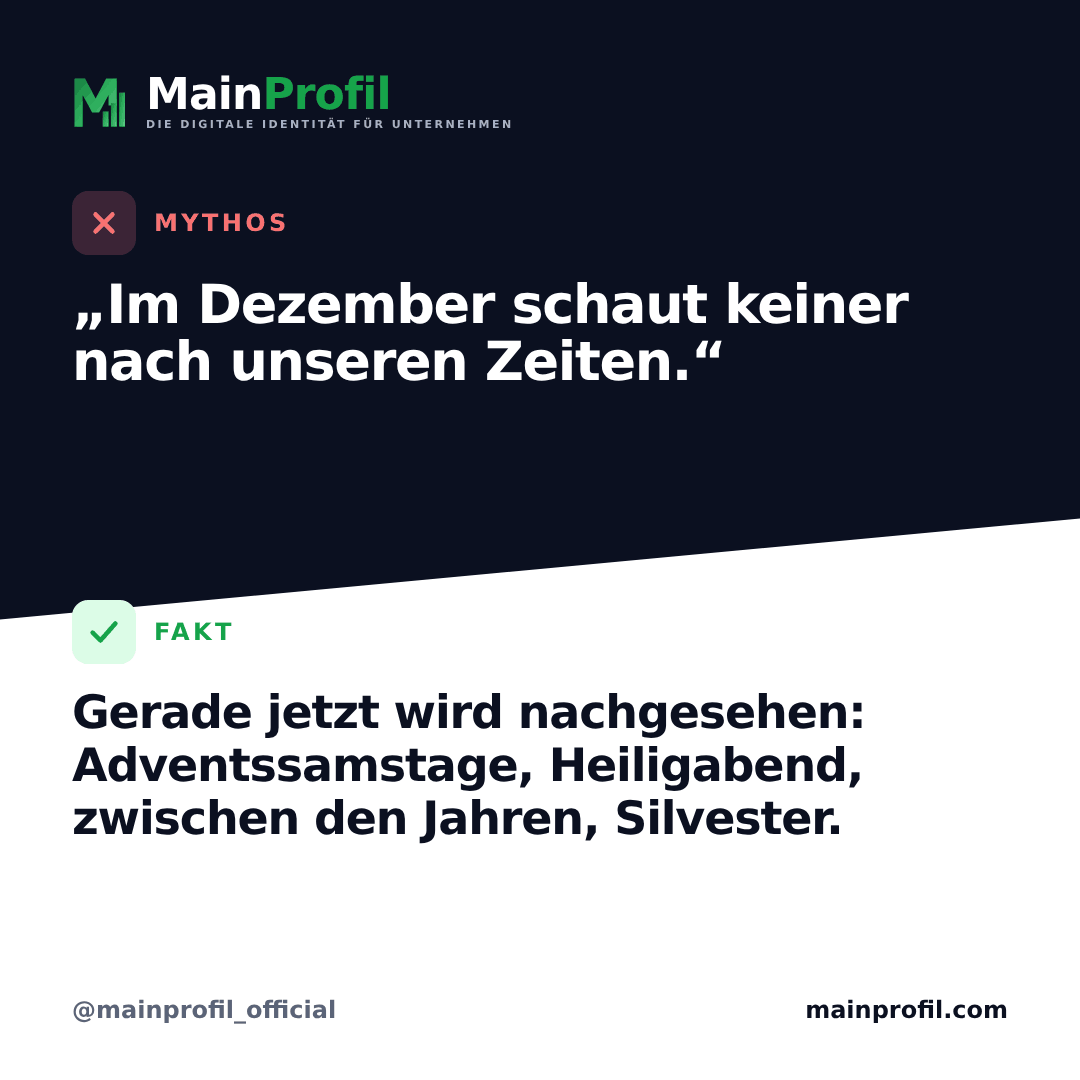 MainProfil
DIE DIGITALE IDENTITÄT FÜR UNTERNEHMEN
MYTHOS
„Im Dezember schaut keiner
nach unseren Zeiten.“
FAKT
Gerade jetzt wird nachgesehen:
Adventssamstage, Heiligabend,
zwischen den Jahren, Silvester.
@mainprofil_official
mainprofil.com